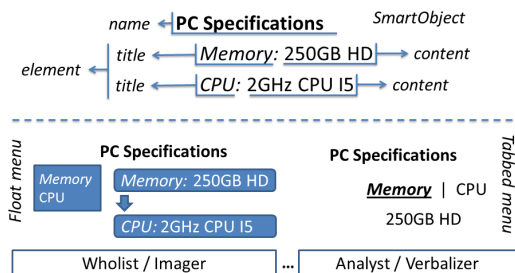 name PC Specifications SmartObject
title Memory: 250GB HD content
element
title CPU: 2GHz CPU I5 content
Float menu
PC Specifications
Memory
CPU
Memory: 250GB HD
CPU: 2GHz CPU I5
Wholist / Imager
...
PC Specifications
Memory | CPU
250GB HD
Tabbed menu
Analyst / Verbalizer